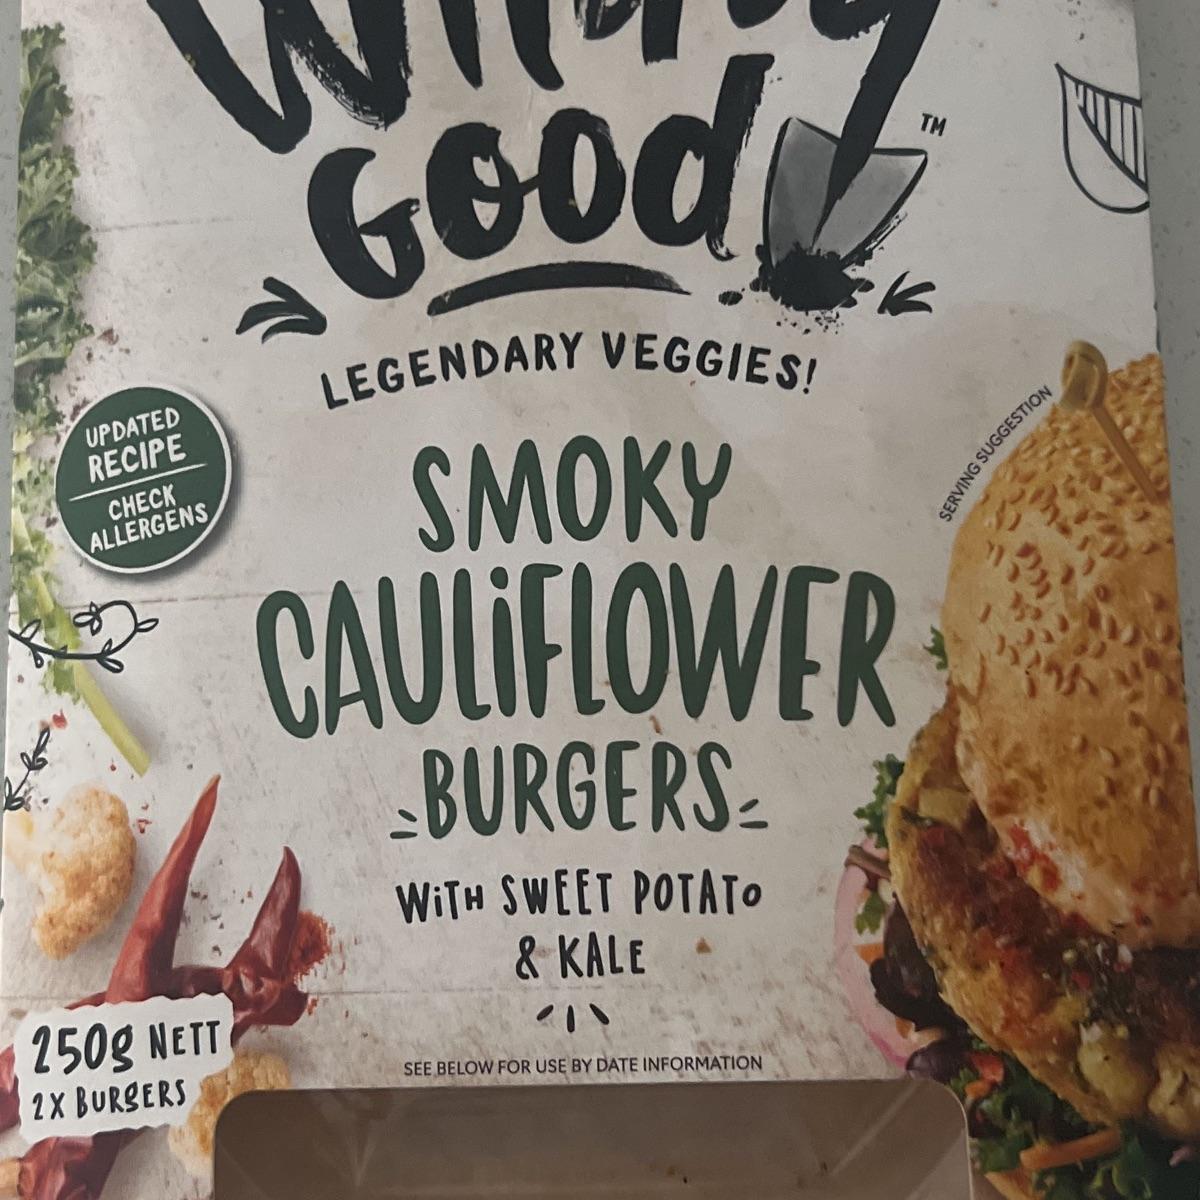 Good
TM
LEGENDARY VEGGIES!
UPDATED
RECIPE
CHECK
ALLERGENS
SERVING SUGGESTION
SMOKY
CAULiFLOWER
BURGERS
WiTH SWEET POTATO
& KALE
250g NETT
2X BURGERS
SEE BELOW FOR USE BY DATE INFORMATION